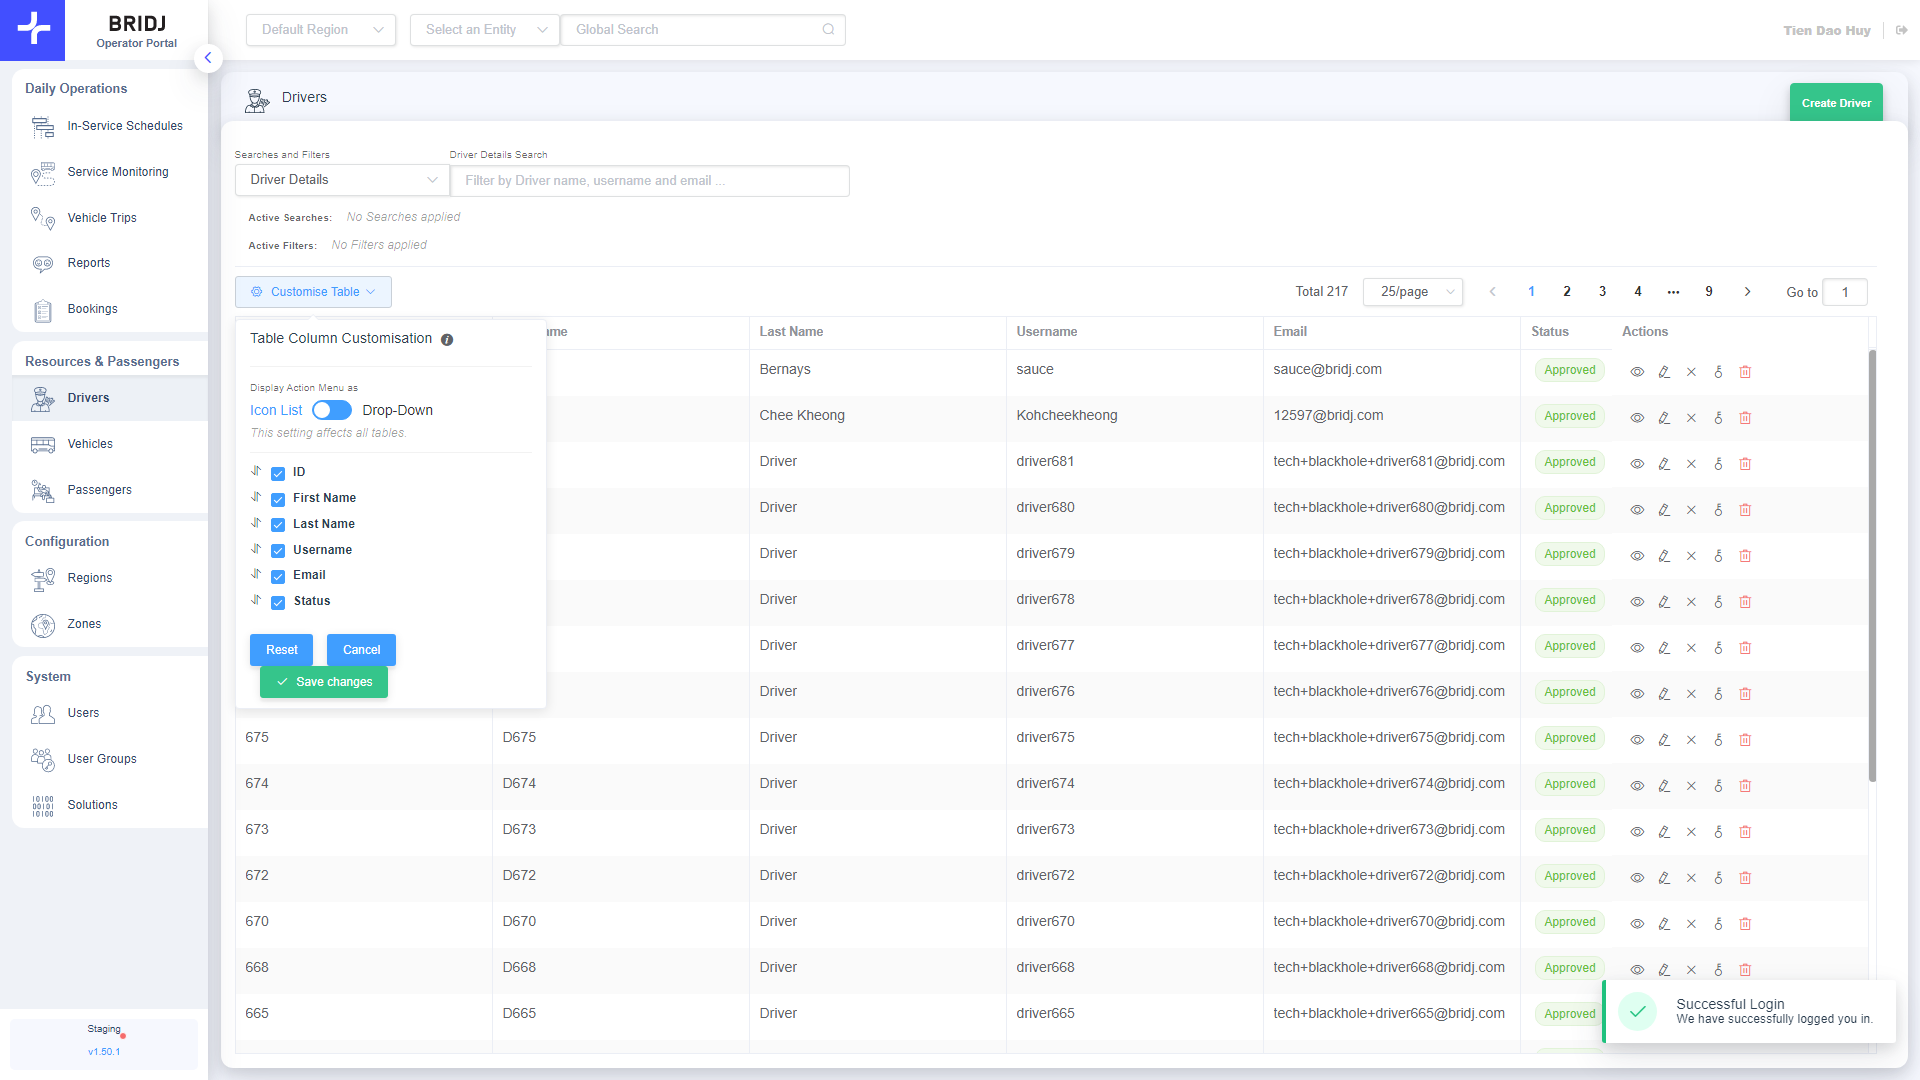 BRIDJ
Operator Portal
Default Region
Select an Entity
Global Search
Tien Dao Huy
Daily Operations
In-Service Schedules
Service Monitoring
Vehicle Trips
Reports
Bookings
Resources & Passengers
Drivers
Vehicles
Passengers
Configuration
Regions
Zones
System
Users
User Groups
10100
00101
10100
Solutions
Staging
v1.50.1
Drivers
Create Driver
Searches and Filters
Driver Details Search
Driver Details
Filter by Driver name, username and email ...
Active Searches: No Searches applied
Active Filters: No Filters applied
Customise Table
Total 217 25/page 1 2 3 4 ... 9 Go to 1
Table Column Customisation
Display Action Menu as
Icon List Drop-Down
This setting affects all tables.
ID
First Name
Last Name
Username
Email
Status
Reset Cancel
Save changes
me Last Name Username Email Status Actions
Bernays sauce sauce@bridj.com Approved
Chee Kheong Kohcheekheong 12597@bridj.com Approved
Driver driver681 tech+blackhole+driver681@bridj.com Approved
Driver driver680 tech+blackhole+driver680@bridj.com Approved
Driver driver679 tech+blackhole+driver679@bridj.com Approved
Driver driver678 tech+blackhole+driver678@bridj.com Approved
Driver driver677 tech+blackhole+driver677@bridj.com Approved
Driver driver676 tech+blackhole+driver676@bridj.com Approved
675 D675 Driver driver675 tech+blackhole+driver675@bridj.com Approved
674 D674 Driver driver674 tech+blackhole+driver674@bridj.com Approved
673 D673 Driver driver673 tech+blackhole+driver673@bridj.com Approved
672 D672 Driver driver672 tech+blackhole+driver672@bridj.com Approved
670 D670 Driver driver670 tech+blackhole+driver670@bridj.com Approved
668 D668 Driver driver668 tech+blackhole+driver668@bridj.com Approved
665 D665 Driver driver665 tech+blackhole+driver665@bridj.com Approved
Successful Login
We have successfully logged you in.